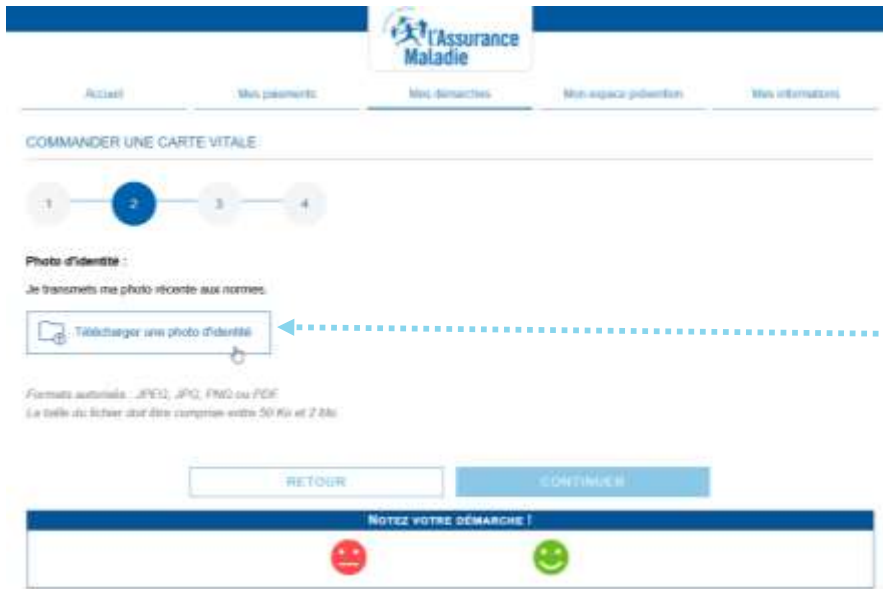 l'Assurance
Maladie
Accueil Mes paiements Mes démarches Mon espace prévention Mes informations
COMMANDER UNE CARTE VITALE
1 2 3 4
Photo d'identité :
Je transmets ma photo récente aux normes.
Télécharger une photo d'identité
Formats autorisés : JPEG, JPG, PNG ou PDF
La taille du fichier doit être comprise entre 50 Ko et 2 Mo
RETOUR CONTINUER
NOTEZ VOTRE DÉMARCHE !